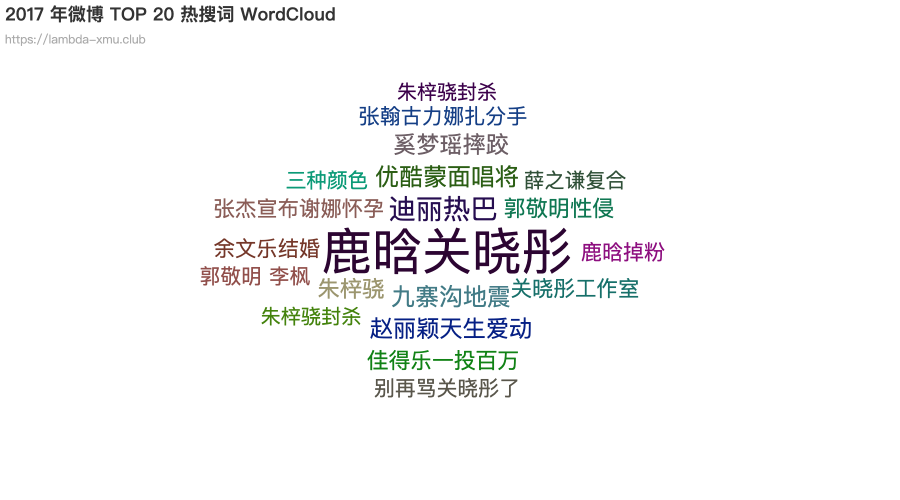 2017 年微博 TOP 20 热搜词 WordCloud
https://lambda-xmu.club
朱梓骁封杀
张翰古力娜扎分手
奚梦瑶摔跤
三种颜色 优酷蒙面唱将 薛之谦复合
张杰宣布谢娜怀孕 迪丽热巴 郭敬明性侵
余文乐结婚 鹿晗关晓彤 鹿晗掉粉
郭敬明 李枫 朱梓骁 九寨沟地震 关晓彤工作室
朱梓骁封杀 赵丽颖天生爱动
佳得乐一投百万
别再骂关晓彤了